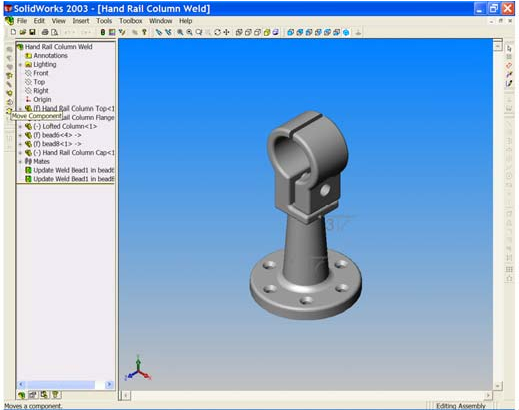 SolidWorks 2003 - [Hand Rail Column Weld]
File View Insert Tools Toolbox Window Help
Hand Rail Column Weld
Annotations
Lighting
Front
Top
Right
Origin
(f) Hand Rail Column Top<1
Move Component
ail Column Flange
(-) Lofted Column<1>
(f) bead6<4> ->
(f) bead8<1> ->
(-) Hand Rail Column Cap<1
Mates
Update Weld Bead1 in bead6
Update Weld Bead1 in bead8
Moves a component.
Editing Assembly